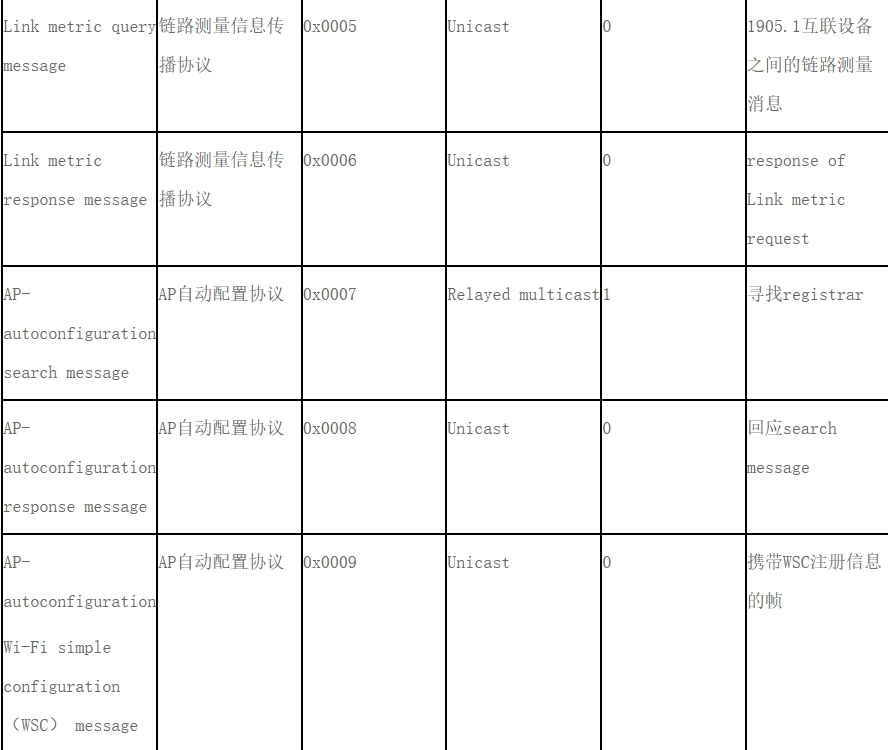 Link metric query
message
链路测量信息传
播协议
0x0005
Unicast
0
1905.1互联设备
之间的链路测量
消息
Link metric
response message
链路测量信息传
播协议
0x0006
Unicast
0
response of
Link metric
request
AP-
autoconfiguration
search message
AP自动配置协议
0x0007
Relayed multicast
1
寻找registrar
AP-
autoconfiguration
response message
AP自动配置协议
0x0008
Unicast
0
回应search
message
AP-
autoconfiguration
Wi-Fi simple
configuration
（WSC） message
AP自动配置协议
0x0009
Unicast
0
携带WSC注册信息
的帧